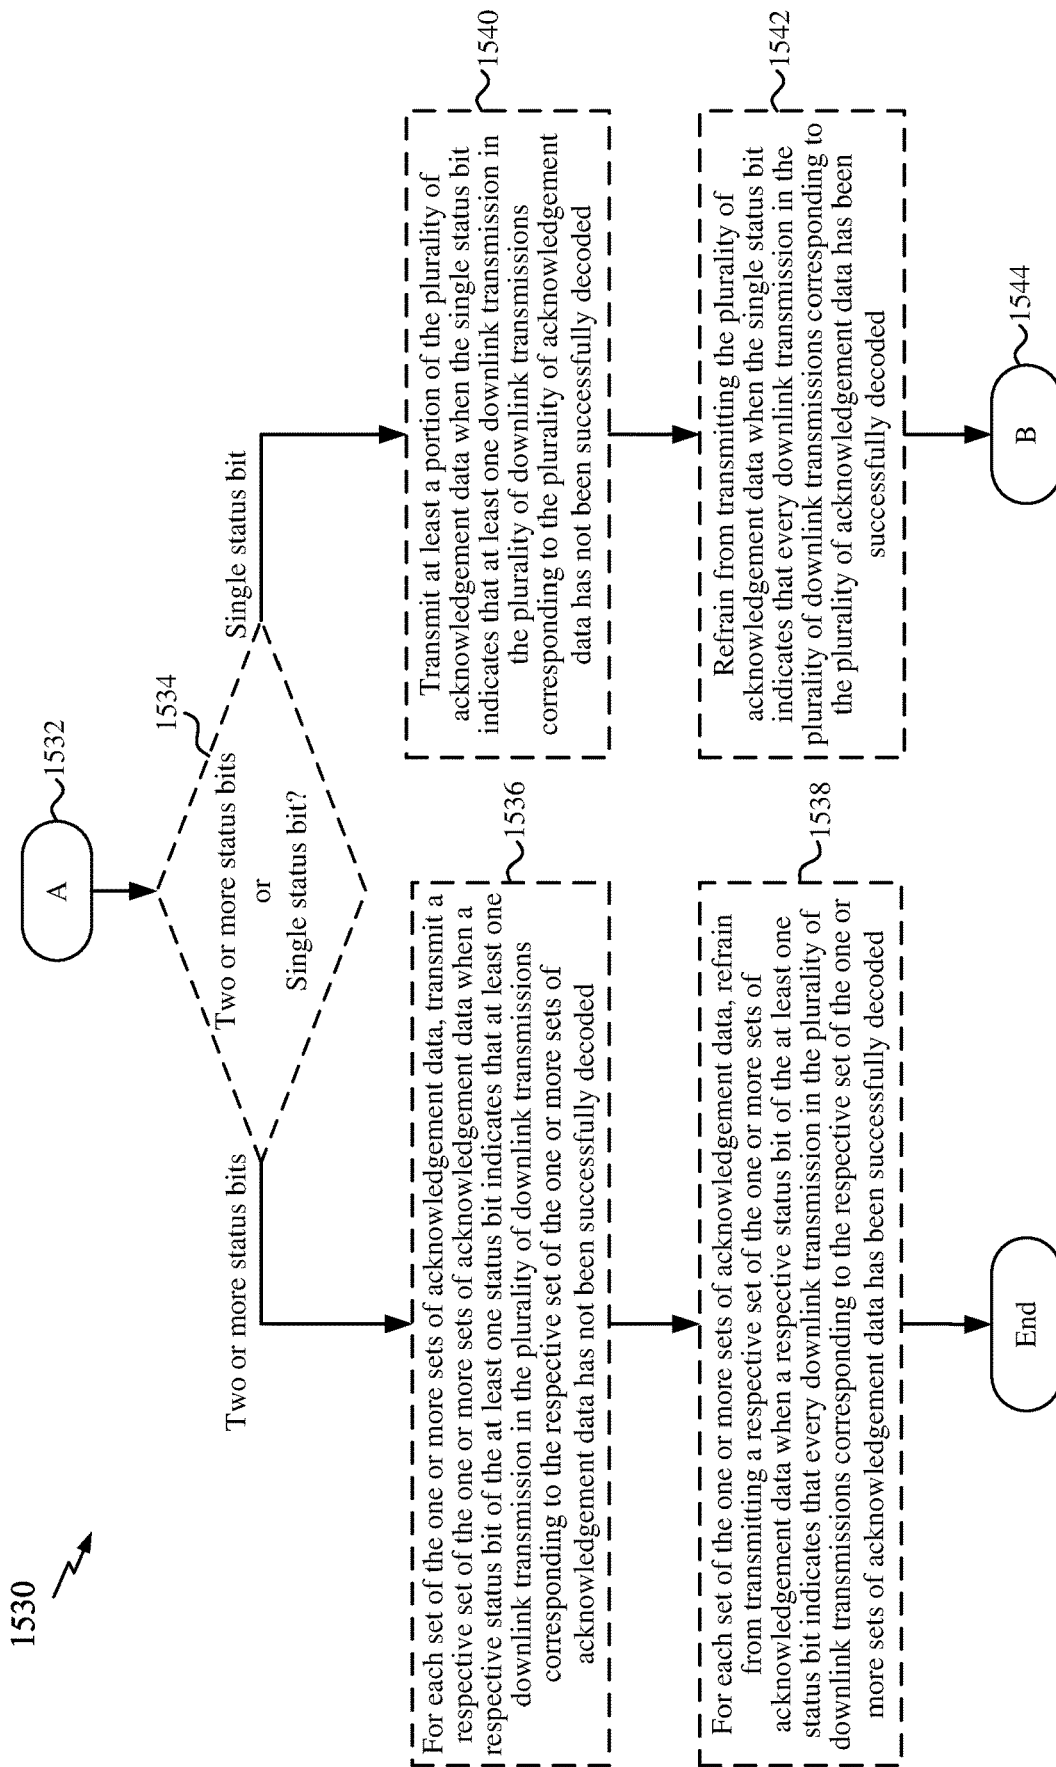 1530
A
1532
1534
Two or more status bits
or
Single status bit?
Two or more status bits
Single status bit
For each set of the one or more sets of acknowledgement data, transmit a
respective set of the one or more sets of acknowledgement data when a
respective status bit of the at least one status bit indicates that at least one
downlink transmission in the plurality of downlink transmissions
corresponding to the respective set of the one or more sets of
acknowledgement data has not been successfully decoded
1536
For each set of the one or more sets of acknowledgement data, refrain
from transmitting a respective set of the one or more sets of
acknowledgement data when a respective status bit of the at least one
status bit indicates that every downlink transmission in the plurality of
downlink transmissions corresponding to the respective set of the one or
more sets of acknowledgement data has been successfully decoded
1538
End
Transmit at least a portion of the plurality of
acknowledgement data when the single status bit
indicates that at least one downlink transmission in
the plurality of downlink transmissions
corresponding to the plurality of acknowledgement
data has not been successfully decoded
1540
Refrain from transmitting the plurality of
acknowledgement data when the single status bit
indicates that every downlink transmission in the
plurality of downlink transmissions corresponding to
the plurality of acknowledgement data has been
successfully decoded
1542
B
1544